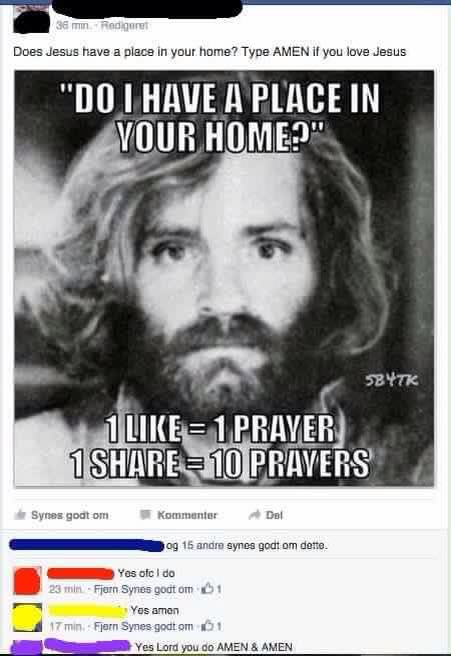 36 min. · Redigeret
Does Jesus have a place in your home? Type AMEN if you love Jesus
"DO I HAVE A PLACE IN
YOUR HOME?"
SBYTK
1 LIKE = 1 PRAYER
1 SHARE = 10 PRAYERS
Synes godt om Kommenter Del
og 15 andre synes godt om dette.
Yes ofc I do
23 min. · Fjern Synes godt om · 1
Yes amen
17 min. · Fjern Synes godt om · 1
Yes Lord you do AMEN & AMEN